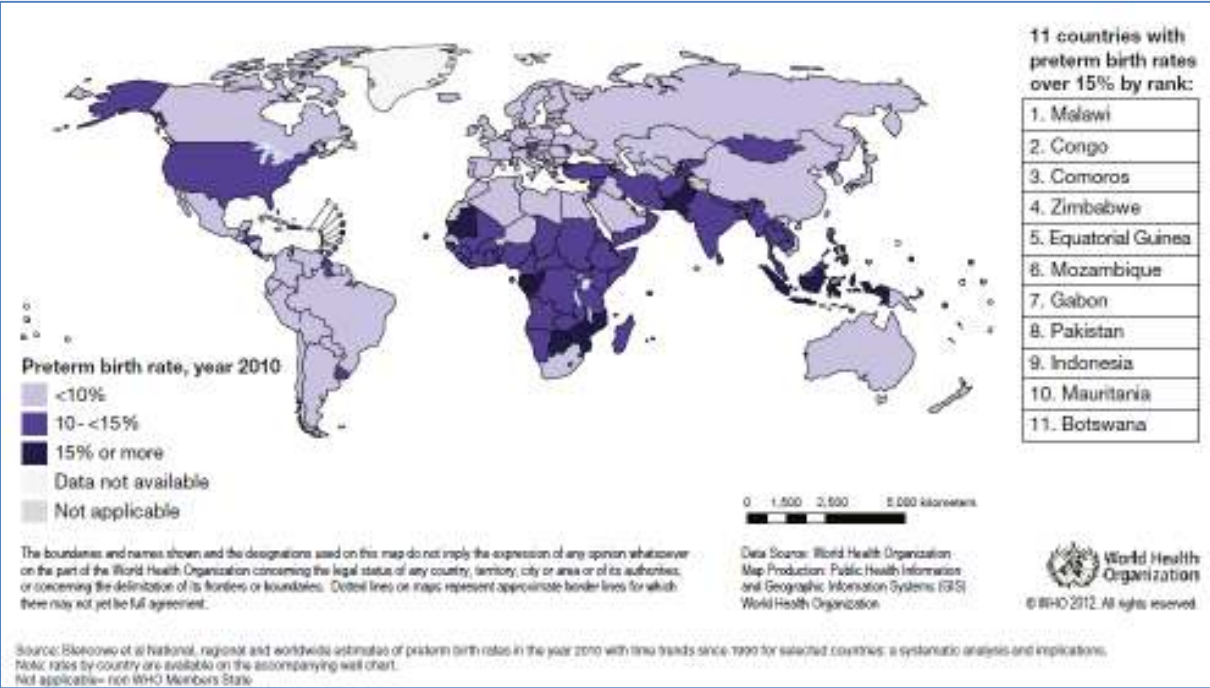 11 countries with
preterm birth rates
over 15% by rank:
1. Malawi
2. Congo
3. Comoros
4. Zimbabwe
5. Equatorial Guinea
6. Mozambique
7. Gabon
8. Pakistan
9. Indonesia
10. Mauritania
11. Botswana
Preterm birth rate, year 2010
<10%
10-<15%
15% or more
Data not available
Not applicable
0 1,500 2,500 5,000 kilometers
The boundaries and names shown and the designations used on this map do not imply the expression of any opinion whatsoever
on the part of the World Health Organization concerning the legal status of any country, territory, city or area or of its authorities,
or concerning the delimitation of its frontiers or boundaries. Dotted lines on maps represent approximate border lines for which
there may not yet be full agreement.
Data Source: World Health Organization
Map Production: Public Health Information
and Geographic Information Systems (GIS)
World Health Organization
World Health
Organization
© WHO 2012. All rights reserved.
Source: Blencowe et al National, regional and worldwide estimates of preterm birth rates in the year 2010 with time trends since 1990 for selected countries: a systematic analysis and implications.
Note: rates by country are available on the accompanying wall chart.
Not applicable= non WHO Members State